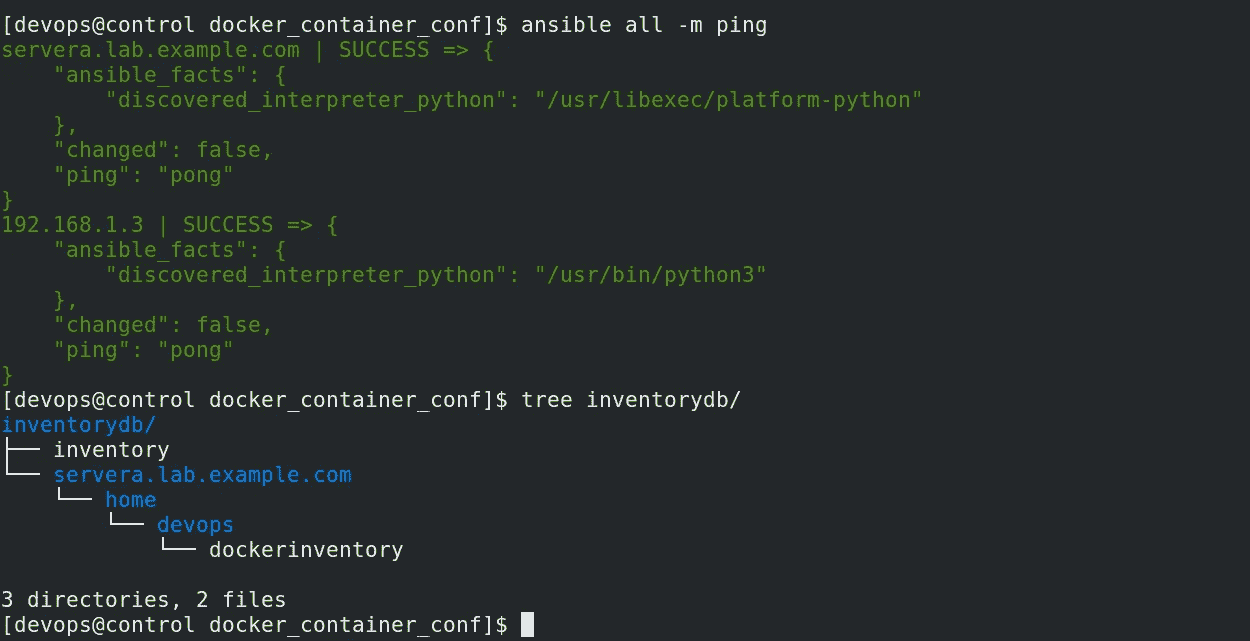 [devops@control docker_container_conf]$ ansible all -m ping
servera.lab.example.com | SUCCESS => {
    "ansible_facts": {
        "discovered_interpreter_python": "/usr/libexec/platform-python"
    },
    "changed": false,
    "ping": "pong"
}
192.168.1.3 | SUCCESS => {
    "ansible_facts": {
        "discovered_interpreter_python": "/usr/bin/python3"
    },
    "changed": false,
    "ping": "pong"
}
[devops@control docker_container_conf]$ tree inventorydb/
inventorydb/
├── inventory
└── servera.lab.example.com
    └── home
        └── devops
            └── dockerinventory

3 directories, 2 files
[devops@control docker_container_conf]$